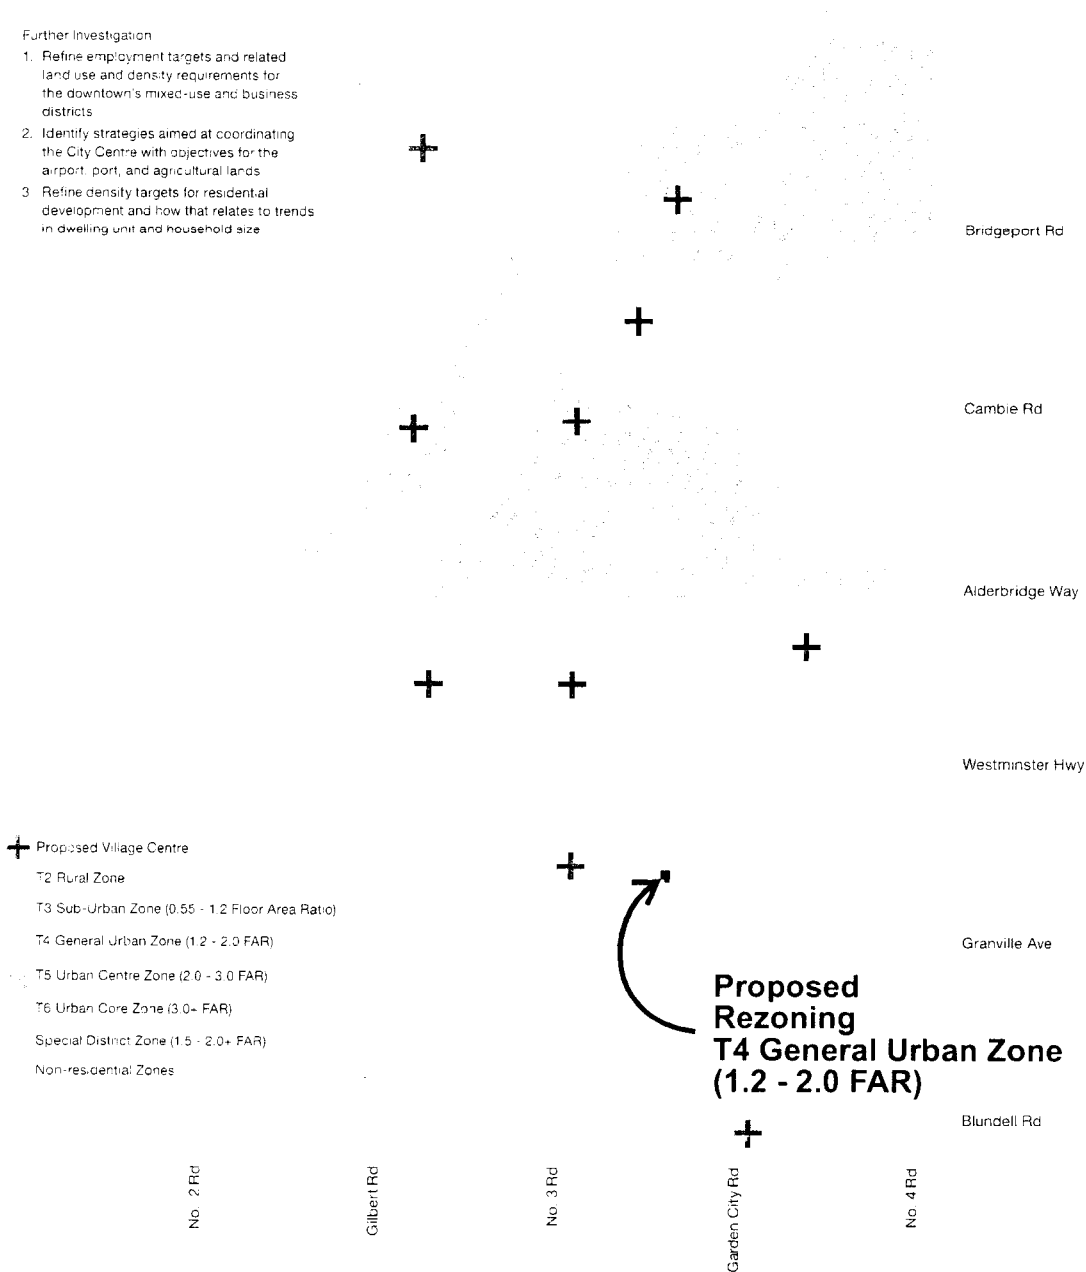 Further Investigation
1. Refine employment targets and related
land use and density requirements for
the downtown's mixed-use and business
districts
2. Identify strategies aimed at coordinating
the City Centre with objectives for the
airport, port, and agricultural lands
3 Refine density targets for residential
development and how that relates to trends
in dwelling unit and household size
Bridgeport Rd
Cambie Rd
Alderbridge Way
Westminster Hwy
Proposed Village Centre
T2 Rural Zone
T3 Sub-Urban Zone (0.55 - 1.2 Floor Area Ratio)
T4 General Urban Zone (1.2 - 2.0 FAR)
T5 Urban Centre Zone (2.0 - 3.0 FAR)
T6 Urban Core Zone (3.0+ FAR)
Special District Zone (1.5 - 2.0+ FAR)
Non-residential Zones
Granville Ave
Proposed
Rezoning
T4 General Urban Zone
(1.2 - 2.0 FAR)
Blundell Rd
No. 2 Rd
Gilbert Rd
No. 3 Rd
Garden City Rd
No. 4 Rd